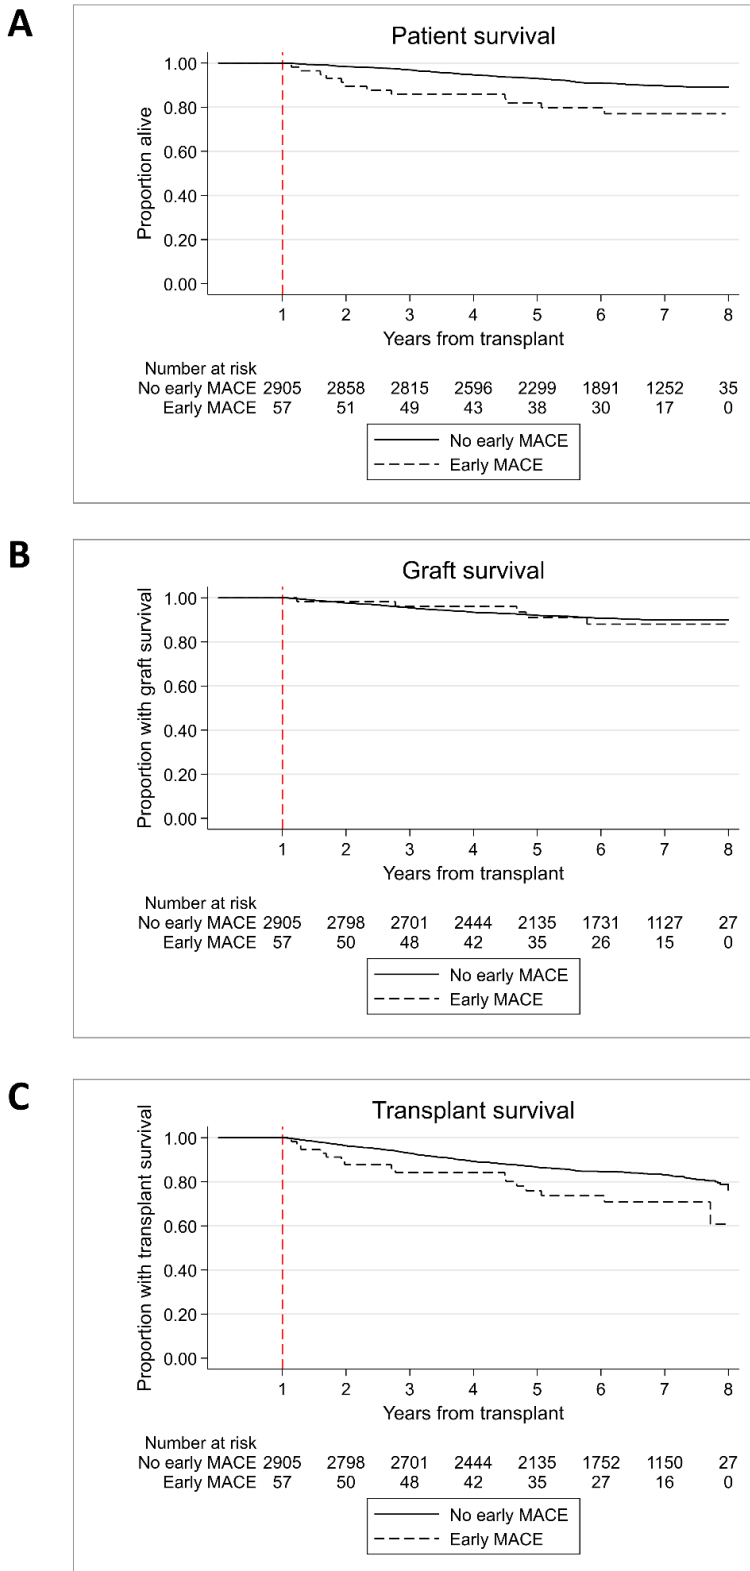 A
Patient survival
Proportion alive
1.00
0.80
0.60
0.40
0.20
0.00
1 2 3 4 5 6 7 8
Years from transplant
Number at risk
No early MACE 2905 2858 2815 2596 2299 1891 1252 35
Early MACE 57 51 49 43 38 30 17 0
No early MACE
Early MACE
B
Graft survival
Proportion with graft survival
1.00
0.80
0.60
0.40
0.20
0.00
1 2 3 4 5 6 7 8
Years from transplant
Number at risk
No early MACE 2905 2798 2701 2444 2135 1731 1127 27
Early MACE 57 50 48 42 35 26 15 0
No early MACE
Early MACE
C
Transplant survival
Proportion with transplant survival
1.00
0.80
0.60
0.40
0.20
0.00
1 2 3 4 5 6 7 8
Years from transplant
Number at risk
No early MACE 2905 2798 2701 2444 2135 1752 1150 27
Early MACE 57 50 48 42 35 27 16 0
No early MACE
Early MACE